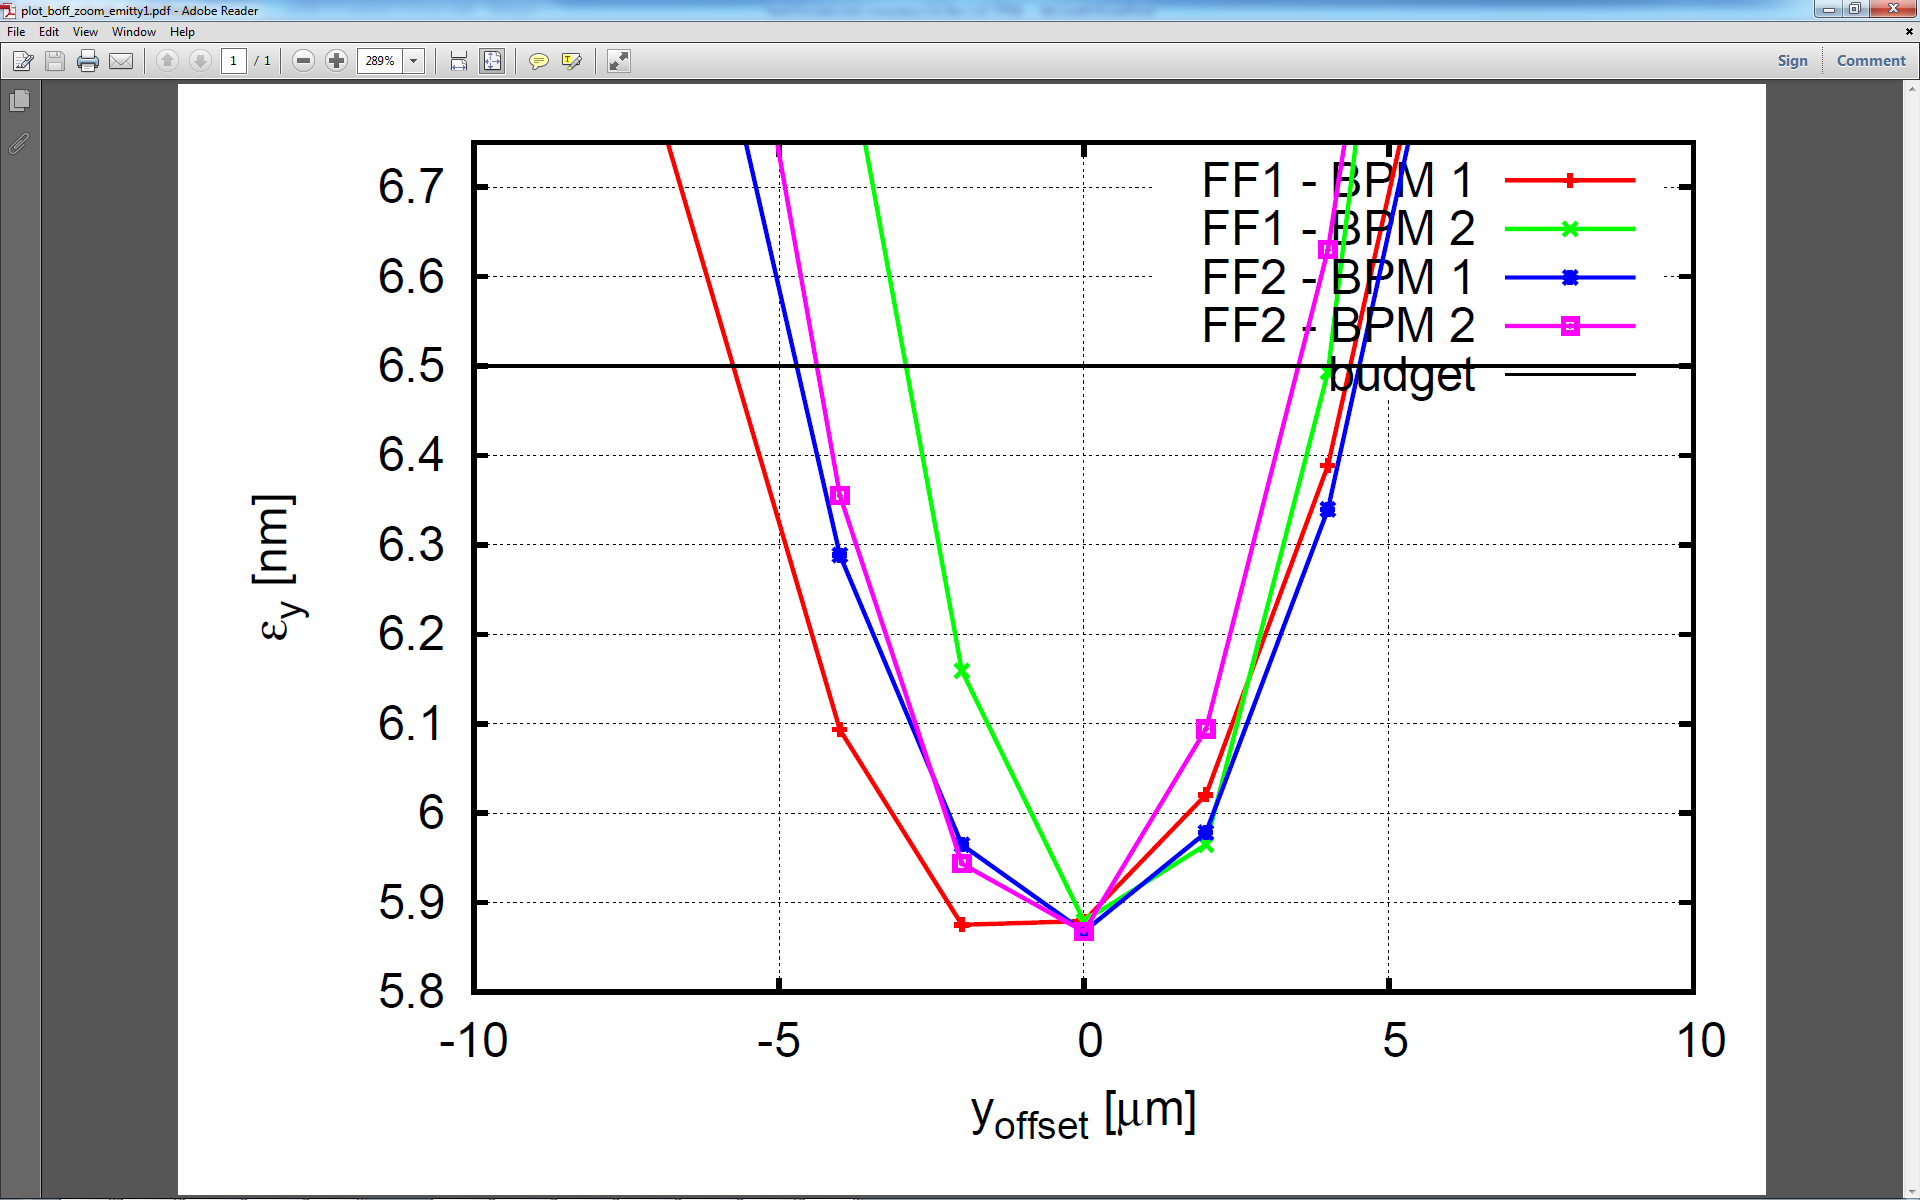 plot_boff_zoom_emitty1.pdf - Adobe Reader
File Edit View Window Help
1 / 1 289% Sign Comment
FF1 - BPM 1
FF1 - BPM 2
FF2 - BPM 1
FF2 - BPM 2
budget
6.7
6.6
6.5
6.4
6.3
6.2
6.1
6
5.9
5.8
εy [nm]
-10 -5 0 5 10
yoffset [μm]